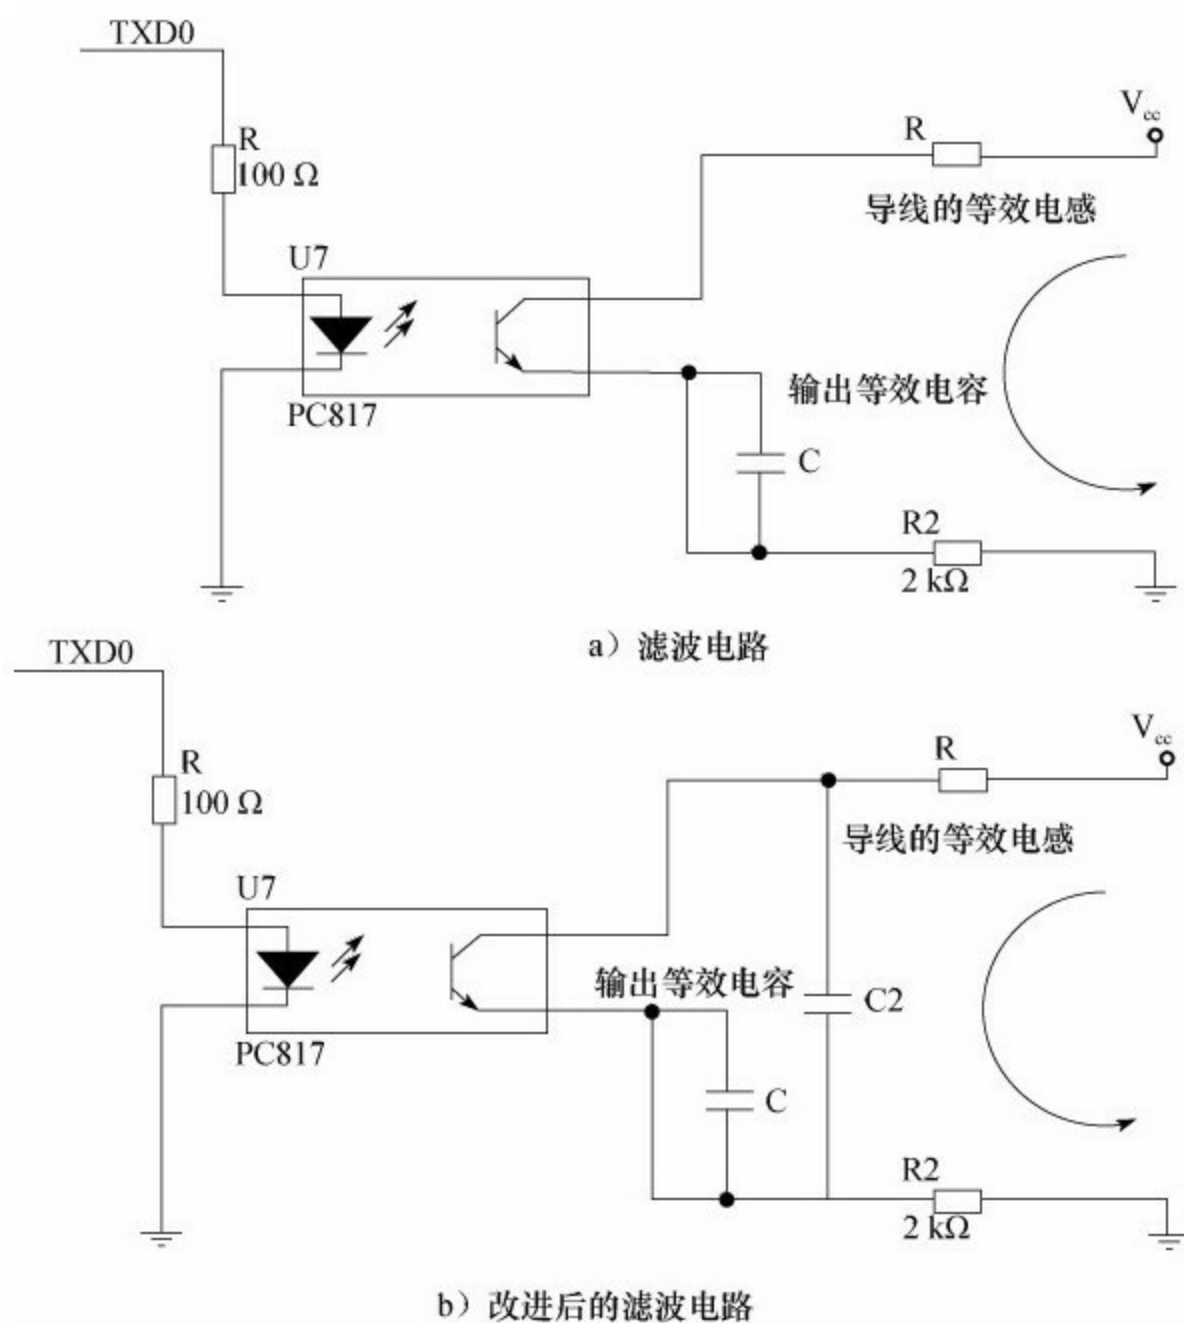 TXD0
R
100 Ω
U7
PC817
R
V_cc
导线的等效电感
输出等效电容
C
R2
2 kΩ
a）滤波电路
TXD0
R
100 Ω
U7
PC817
R
V_cc
导线的等效电感
输出等效电容
C2
C
R2
2 kΩ
b）改进后的滤波电路